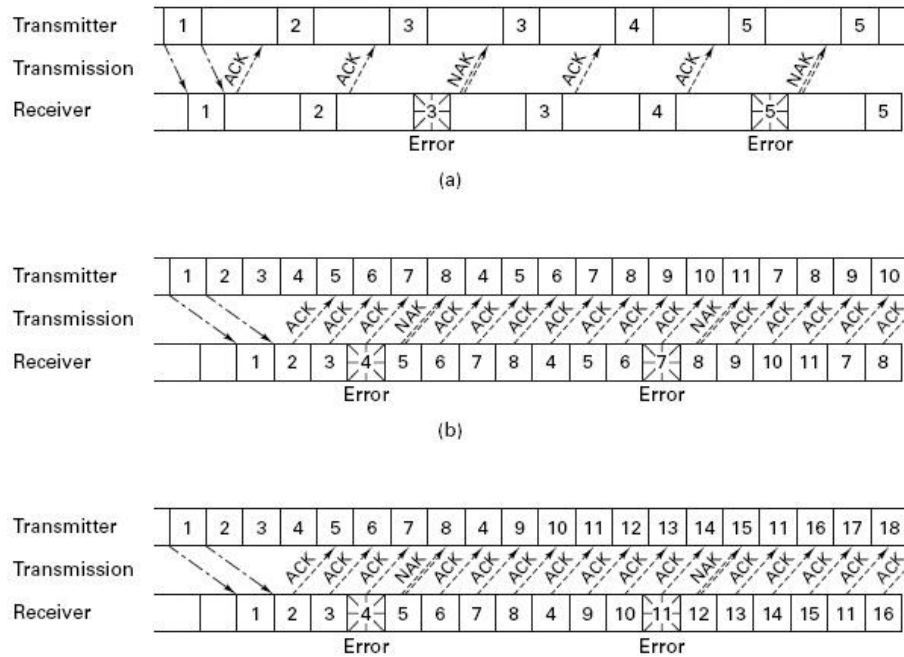 Transmitter 1 2 3 3 4 5 5
Transmission ACK ACK NAK ACK ACK NAK
Receiver 1 2 3 3 4 5 5
Error Error
(a)
Transmitter 1 2 3 4 5 6 7 8 4 5 6 7 8 9 10 11 7 8 9 10
Transmission ACK ACK ACK NAK ACK ACK ACK ACK ACK ACK ACK NAK ACK ACK ACK ACK ACK
Receiver 1 2 3 4 5 6 7 8 4 5 6 7 8 9 10 11 7 8
Error Error
(b)
Transmitter 1 2 3 4 5 6 7 8 4 9 10 11 12 13 14 15 11 16 17 18
Transmission ACK ACK ACK NAK ACK ACK ACK ACK ACK ACK ACK NAK ACK ACK ACK ACK ACK
Receiver 1 2 3 4 5 6 7 8 4 9 10 11 12 13 14 15 11 16
Error Error